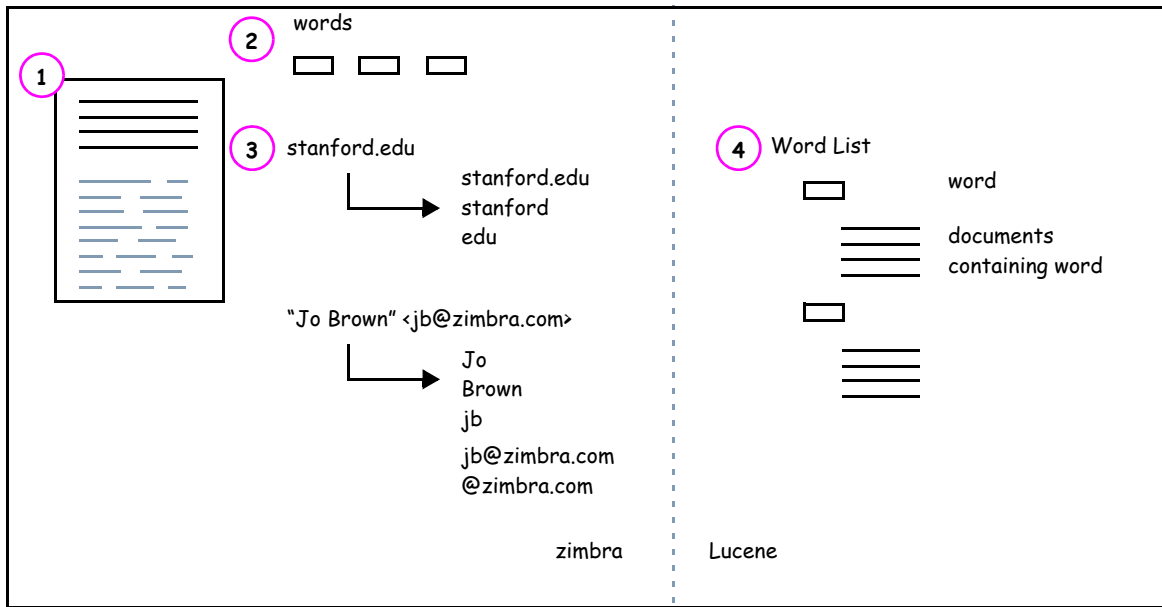 1
2
words
3
stanford.edu
stanford.edu
stanford
edu
“Jo Brown” <jb@zimbra.com>
Jo
Brown
jb
jb@zimbra.com
@zimbra.com
zimbra
4
Word List
word
documents
containing word
Lucene